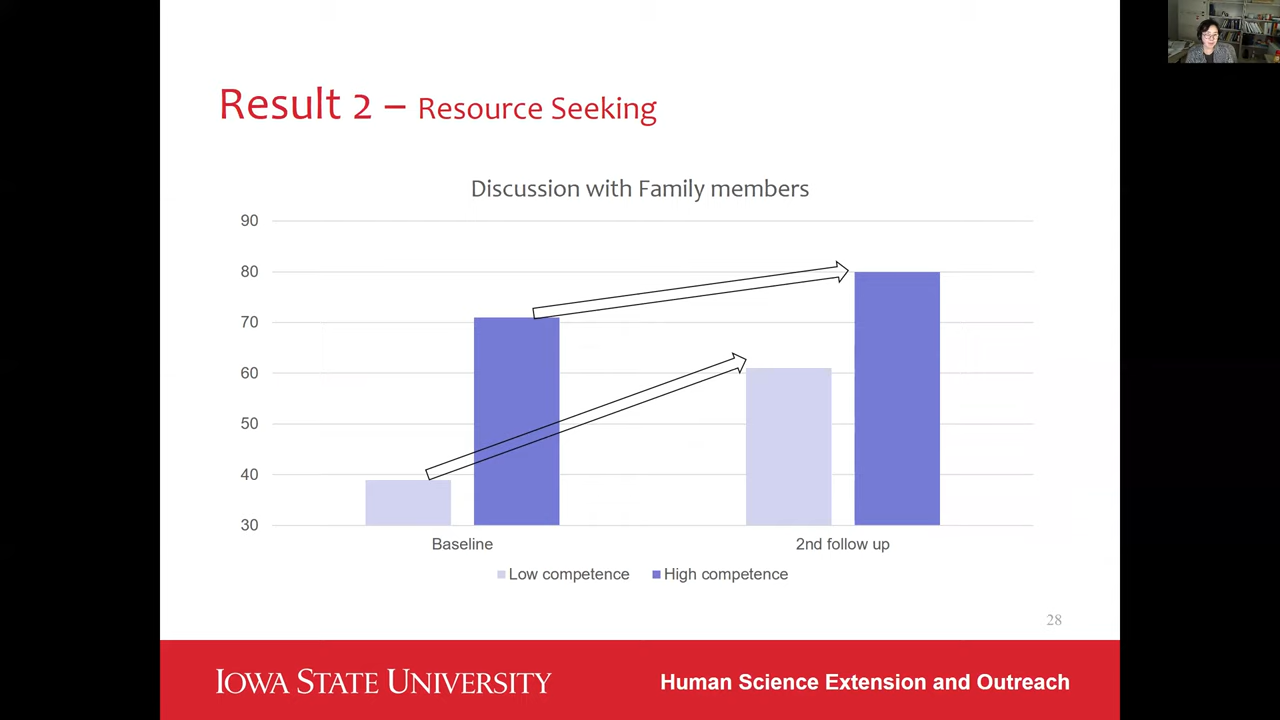 Result 2 – Resource Seeking
Discussion with Family members
90
80
70
60
50
40
30
Baseline
2nd follow up
Low competence
High competence
28
IOWA STATE UNIVERSITY
Human Science Extension and Outreach